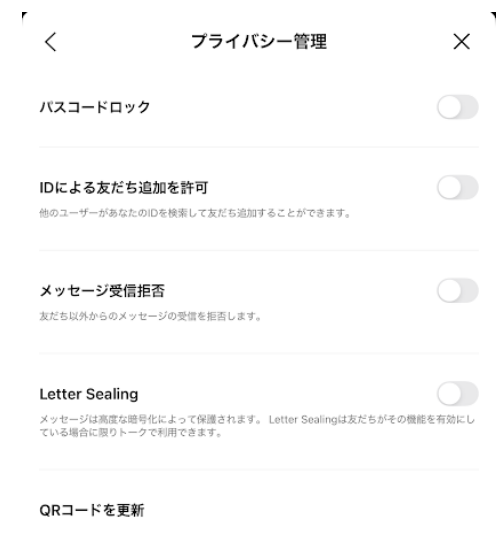 プライバシー管理
パスコードロック
IDによる友だち追加を許可
他のユーザーがあなたのIDを検索して友だち追加することができます。
メッセージ受信拒否
友だち以外からのメッセージの受信を拒否します。
Letter Sealing
メッセージは高度な暗号化によって保護されます。 Letter Sealingは友だちがその機能を有効にし
ている場合に限りトークで利用できます。
QRコードを更新